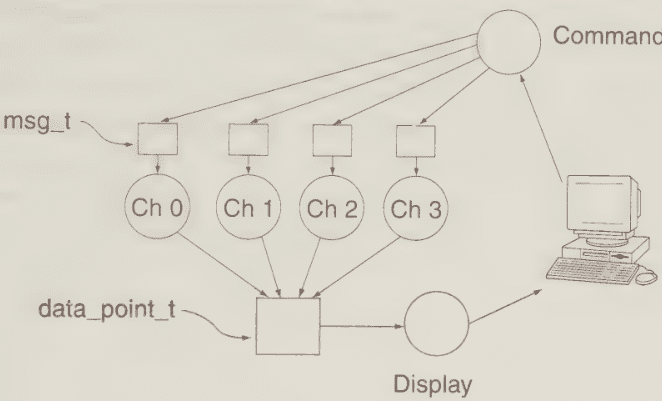 Command
msg_t
Ch 0 Ch 1 Ch 2 Ch 3
data_point_t
Display